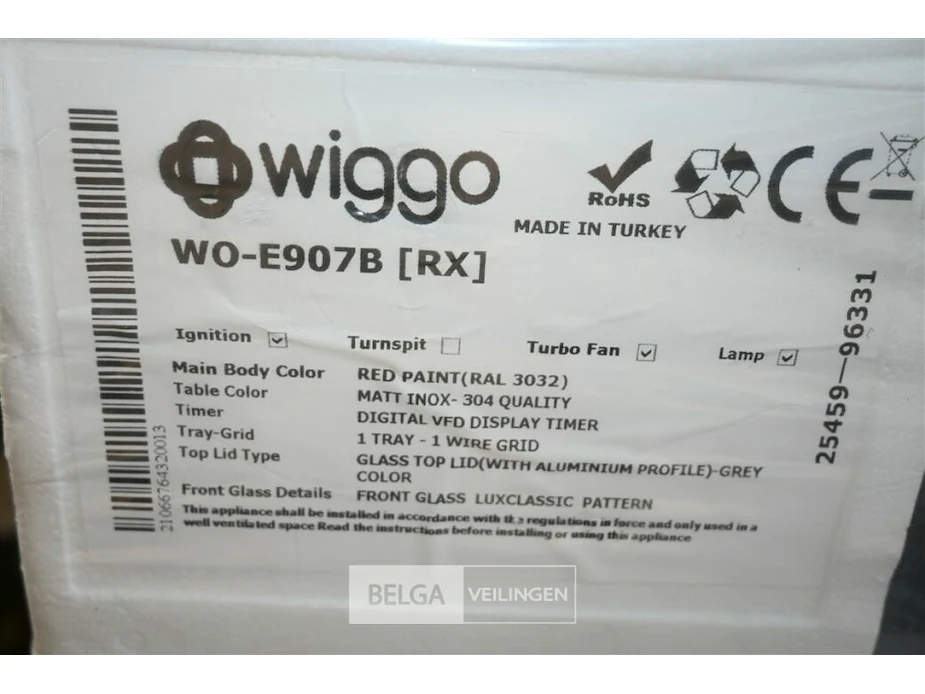 wiggo
RoHS
CE
MADE IN TURKEY
WO-E907B [RX]
Ignition Turnspit Turbo Fan Lamp
Main Body Color RED PAINT(RAL 3032)
Table Color MATT INOX- 304 QUALITY
Timer DIGITAL VFD DISPLAY TIMER
Tray-Grid 1 TRAY - 1 WIRE GRID
Top Lid Type GLASS TOP LID(WITH ALUMINIUM PROFILE)-GREY
COLOR
Front Glass Details FRONT GLASS LUXCLASSIC PATTERN
This appliance shall be installed in accordance with the regulations in force and only used in a
well ventilated space Read the instructions before installing or using this appliance
21066764320013
25459-96331
BELGA VEILINGEN